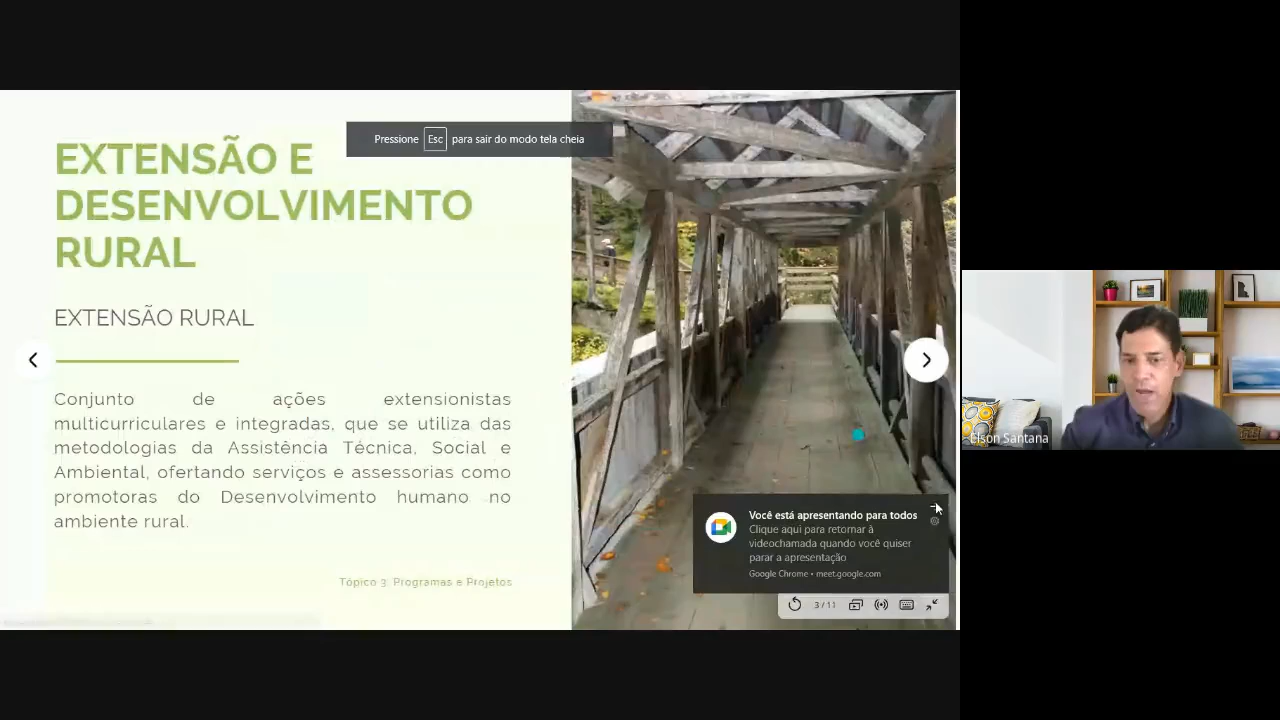 Pressione Esc para sair do modo tela cheia
EXTENSÃO E
DESENVOLVIMENTO
RURAL
EXTENSÃO RURAL
Conjunto de ações extensionistas
multicurriculares e integradas, que se utiliza das
metodologias da Assistência Técnica, Social e
Ambiental, ofertando serviços e assessorias como
promotoras do Desenvolvimento humano no
ambiente rural.
Tópico 3: Programas e Projetos
Você está apresentando para todos
Clique aqui para retornar à
videochamada quando você quiser
parar a apresentação
Google Chrome • meet.google.com
3 / 11
Elson Santana